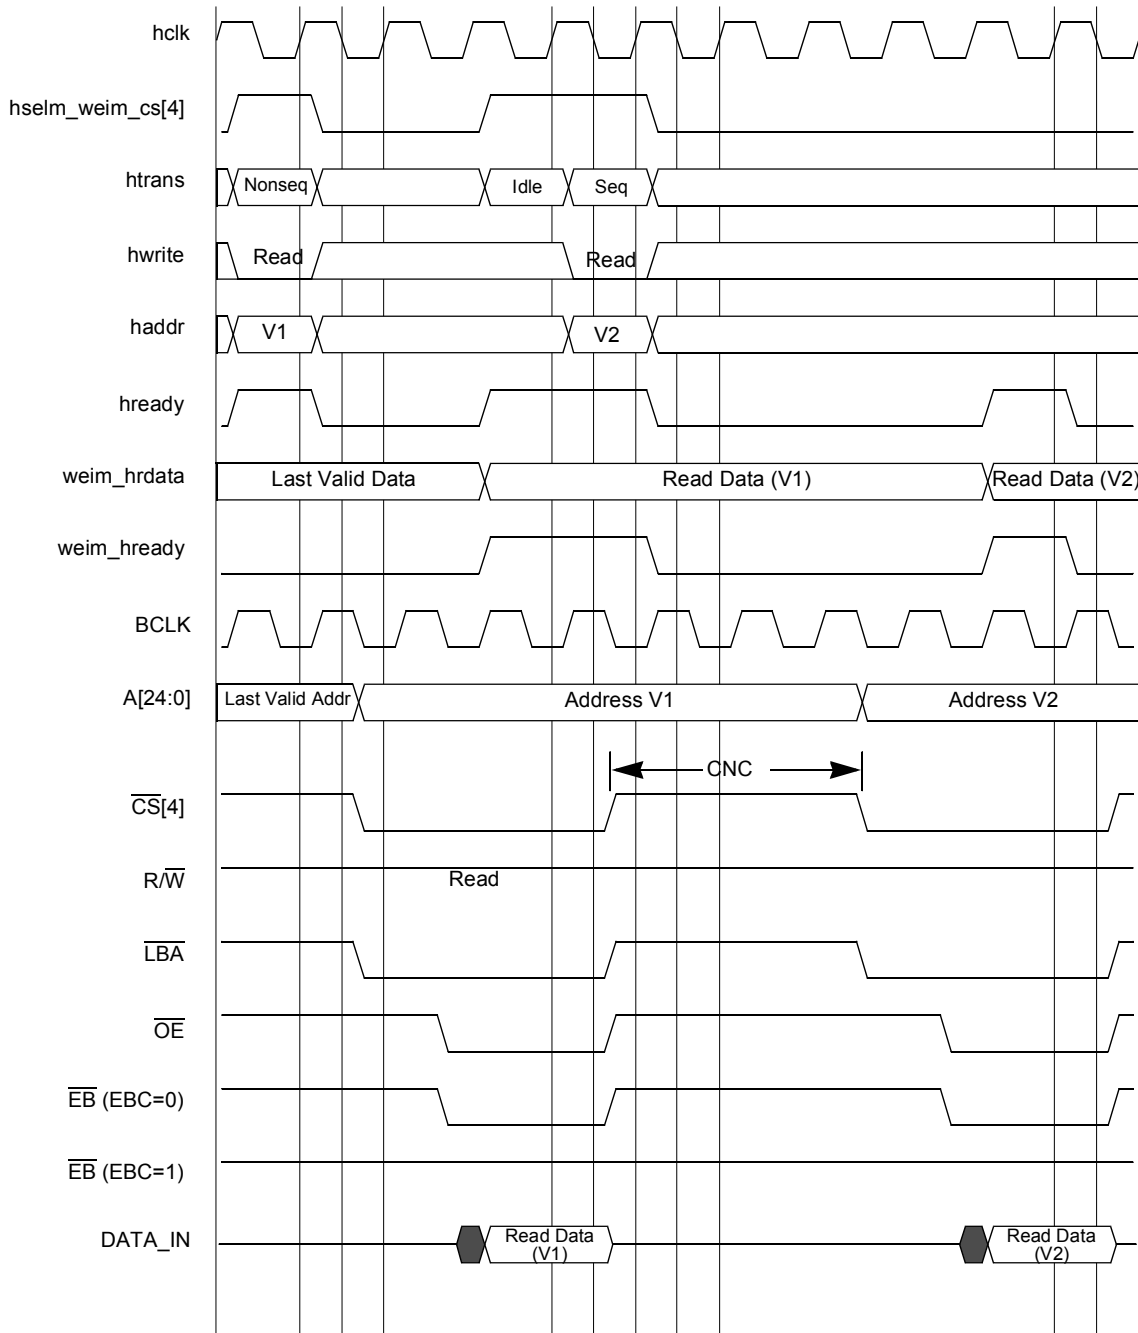 hclk
hselm_weim_cs[4]
htrans
Nonseq
Idle
Seq
hwrite
Read
Read
haddr
V1
V2
hready
weim_hrdata
Last Valid Data
Read Data (V1)
Read Data (V2)
weim_hready
BCLK
A[24:0]
Last Valid Addr
Address V1
Address V2
CNC
CS[4]
R/W
Read
LBA
OE
EB (EBC=0)
EB (EBC=1)
DATA_IN
Read Data
(V1)
Read Data
(V2)